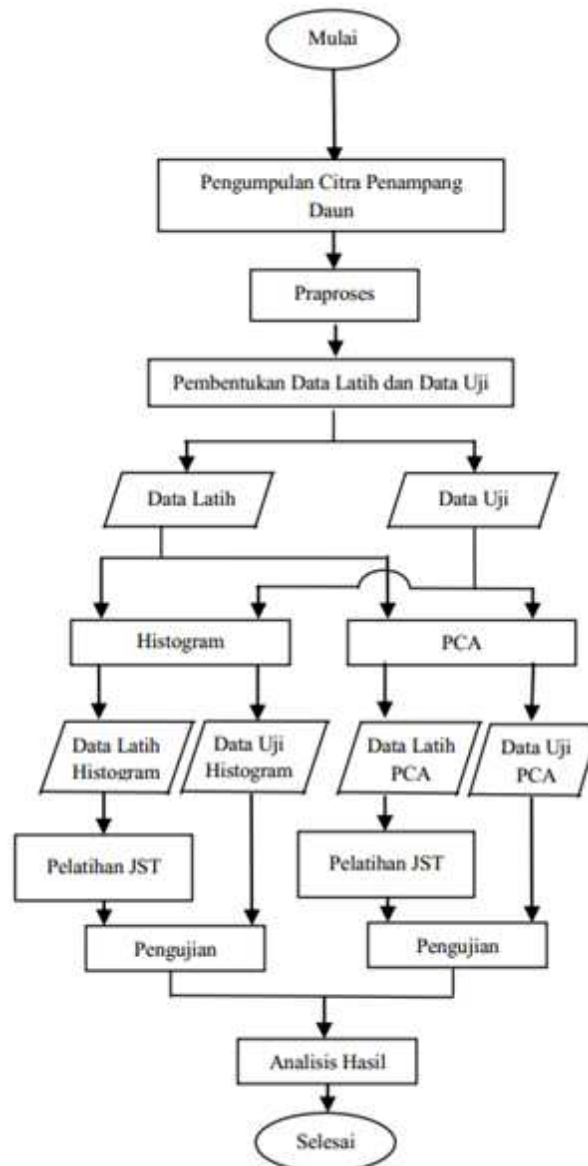 Mulai
Pengumpulan Citra Penampang
Daun
Praproses
Pembentukan Data Latih dan Data Uji
Data Latih
Data Uji
Histogram
PCA
Data Latih
Histogram
Data Uji
Histogram
Data Latih
PCA
Data Uji
PCA
Pelatihan JST
Pelatihan JST
Pengujian
Pengujian
Analisis Hasil
Selesai